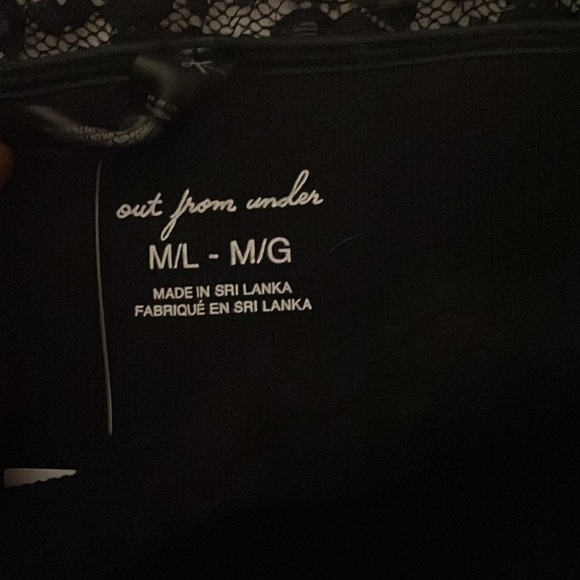 out from under
M/L - M/G
MADE IN SRI LANKA
FABRIQUÉ EN SRI LANKA